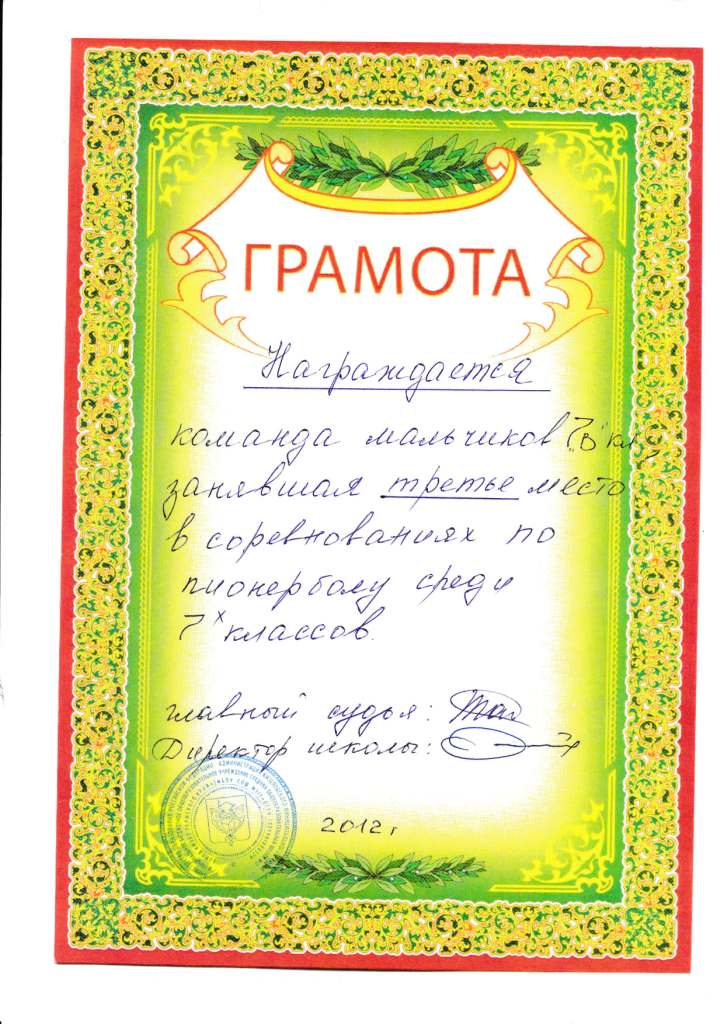 ГРАМОТА
Награждается
команда мальчиков 7 "В" кл,
занявшая третье место
в соревнованиях по
пионерболу среди
7х классов.
главный судья:
Директор школы:
2012 г